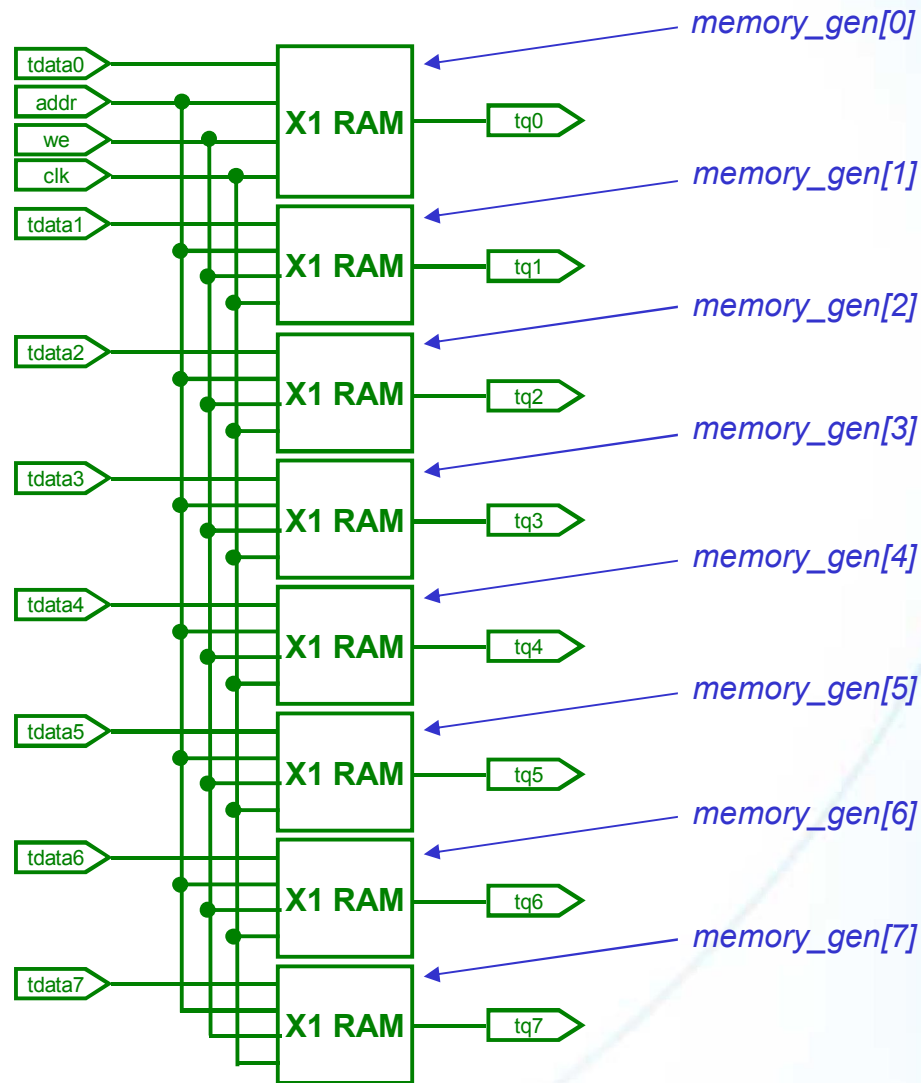 memory_gen[0]
tdata0
addr
X1 RAM
tq0
we
clk
memory_gen[1]
tdata1
X1 RAM
tq1
memory_gen[2]
tdata2
X1 RAM
tq2
memory_gen[3]
tdata3
X1 RAM
tq3
memory_gen[4]
tdata4
X1 RAM
tq4
memory_gen[5]
tdata5
X1 RAM
tq5
memory_gen[6]
tdata6
X1 RAM
tq6
memory_gen[7]
tdata7
X1 RAM
tq7